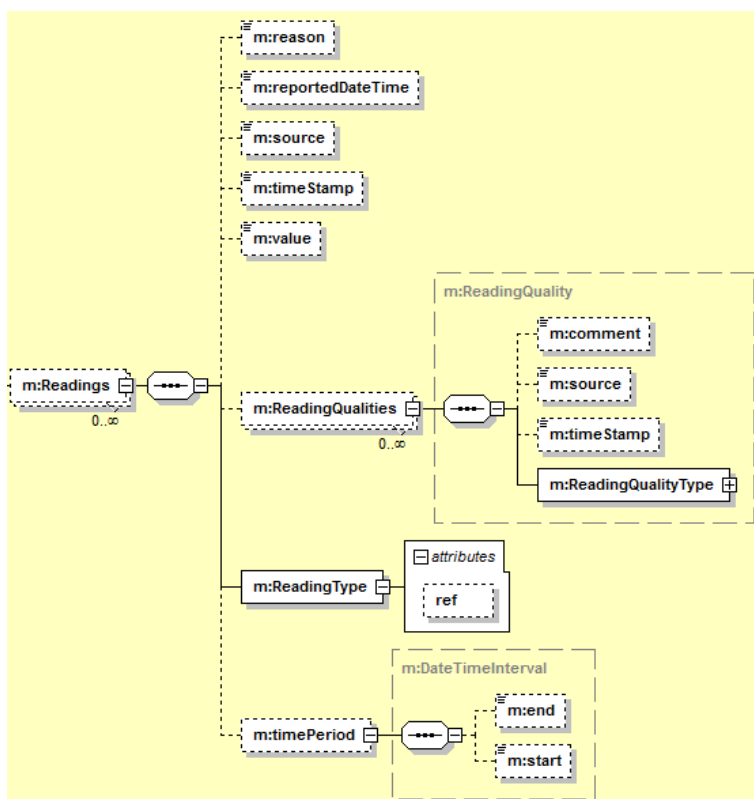 m:reason
m:reportedDateTime
m:source
m:timeStamp
m:value
m:ReadingQuality
m:comment
m:source
m:timeStamp
m:ReadingQualityType
m:Readings
0..∞
m:ReadingQualities
0..∞
m:ReadingType
attributes
ref
m:DateTimeInterval
m:end
m:start
m:timePeriod